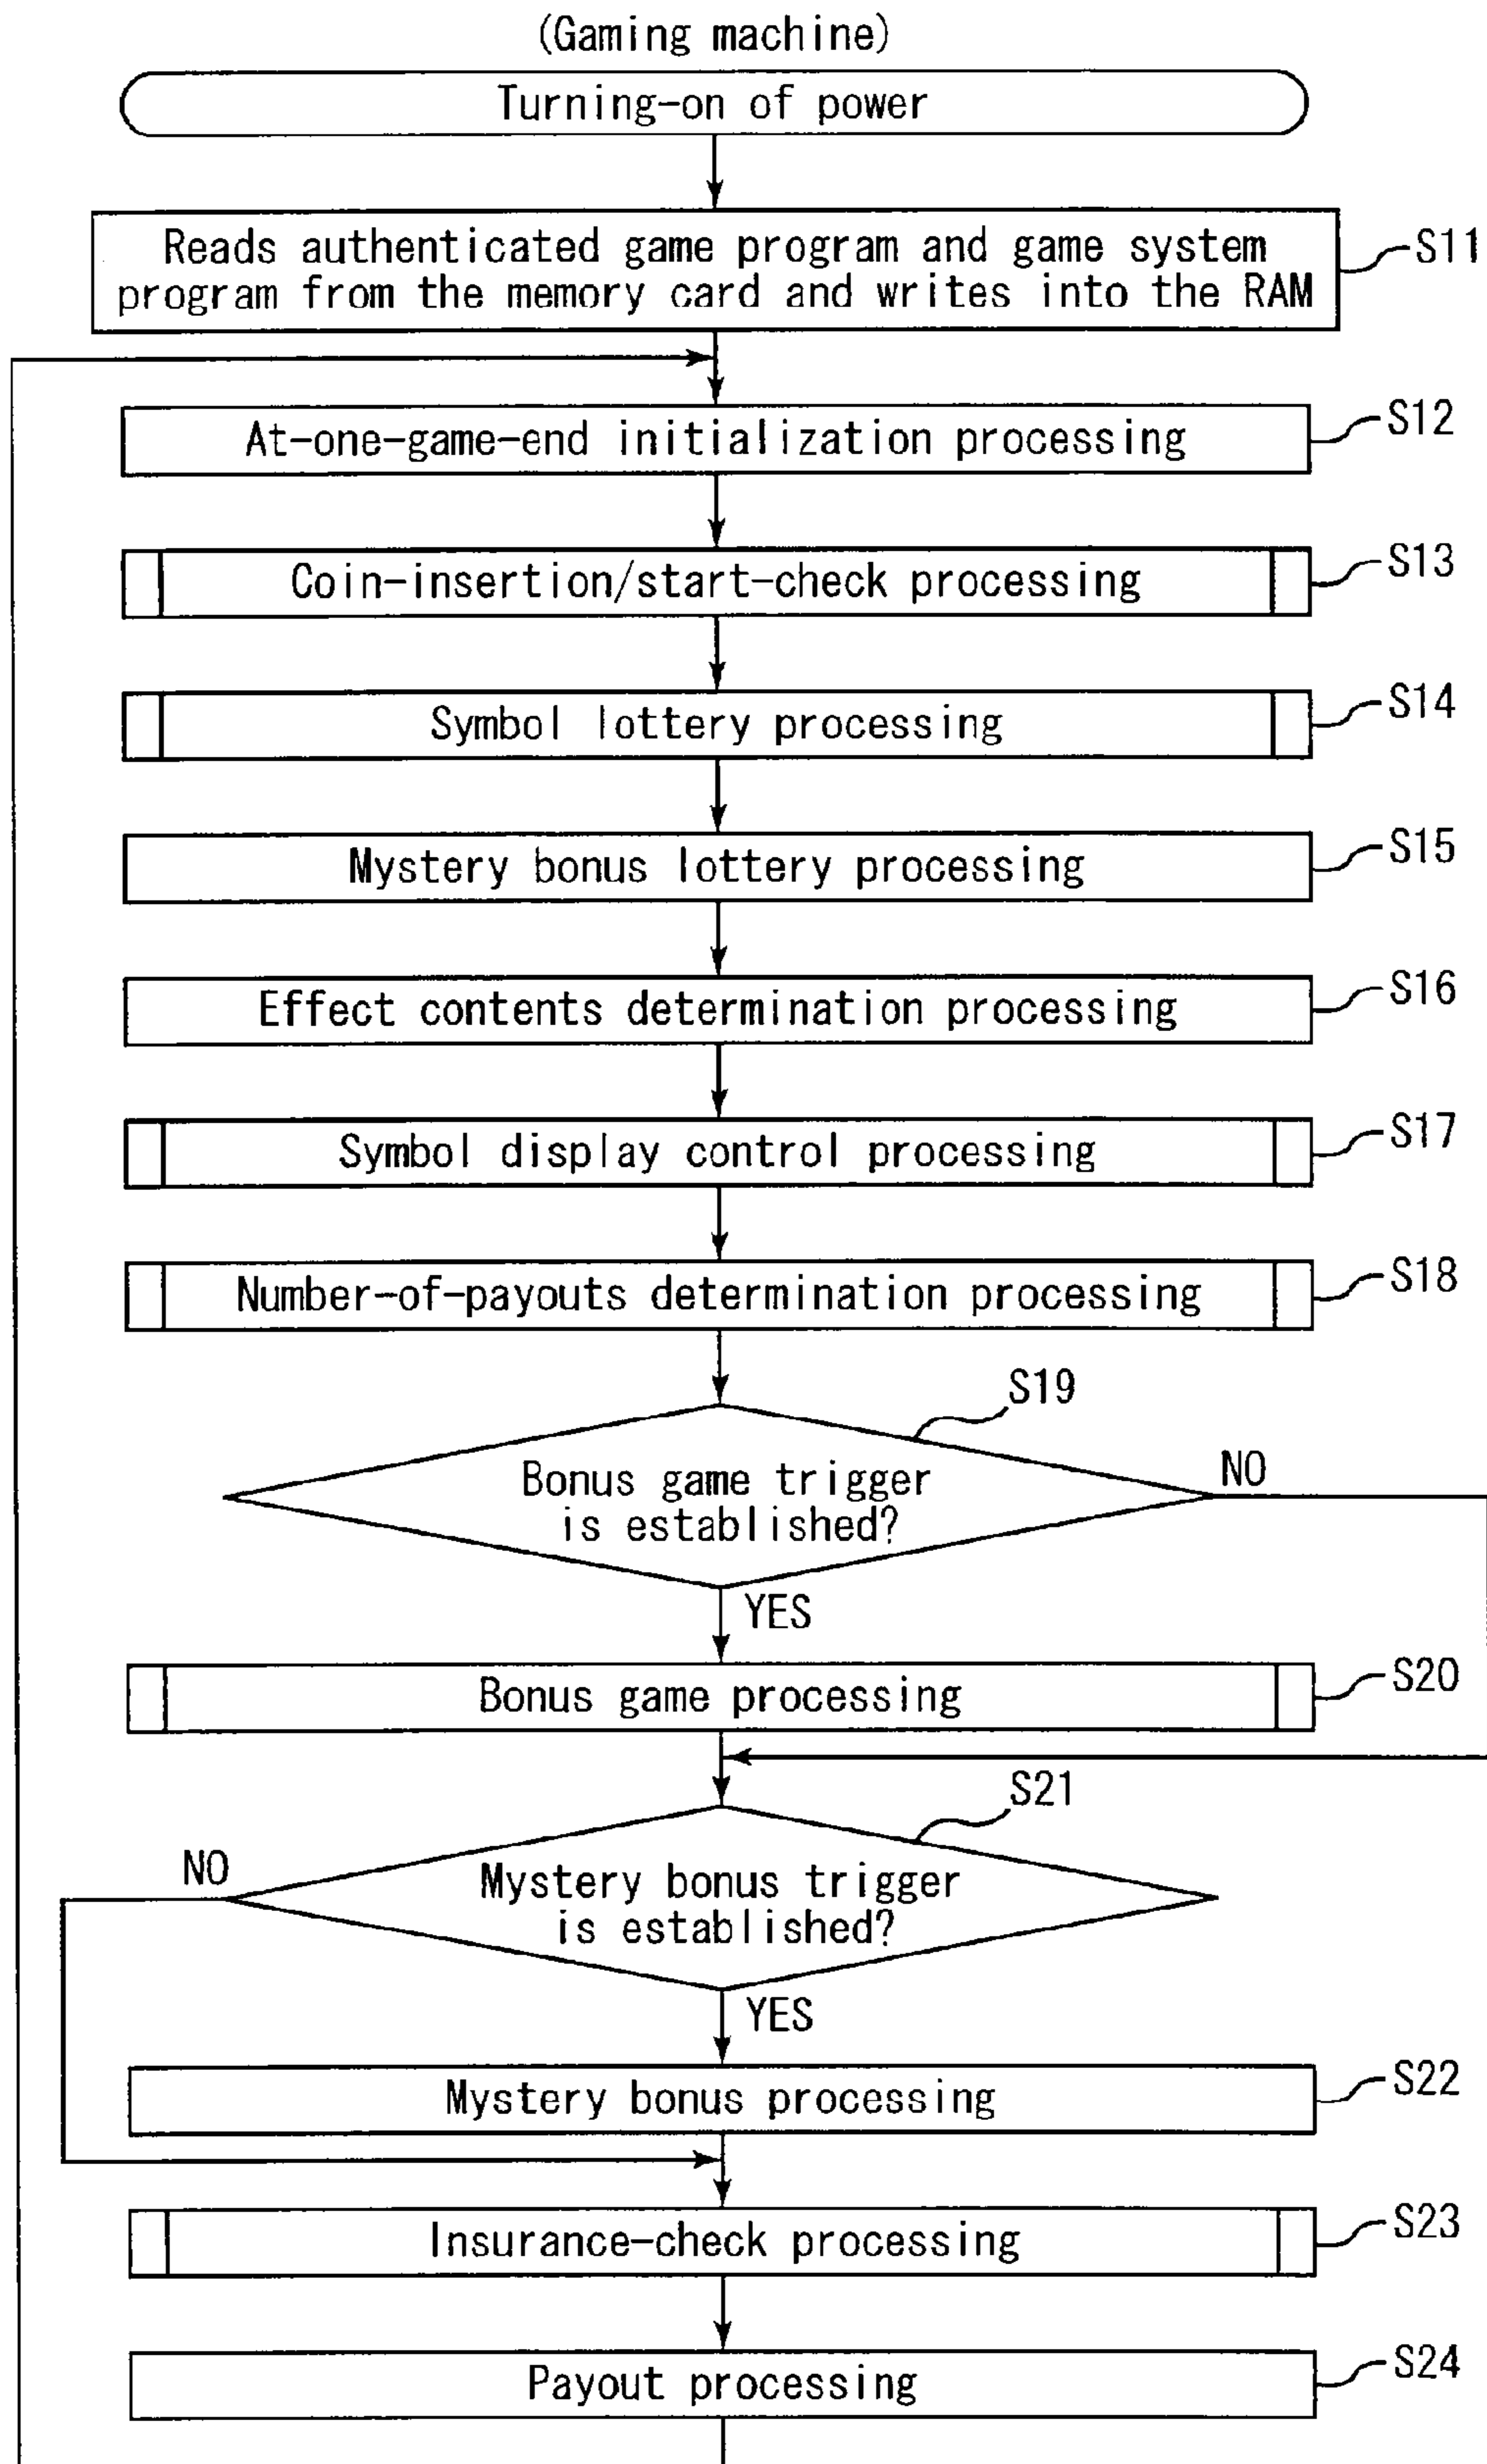 (Gaming machine)
Turning-on of power
Reads authenticated game program and game system
program from the memory card and writes into the RAM
S11
At-one-game-end initialization processing
S12
Coin-insertion/start-check processing
S13
Symbol lottery processing
S14
Mystery bonus lottery processing
S15
Effect contents determination processing
S16
Symbol display control processing
S17
Number-of-payouts determination processing
S18
S19
Bonus game trigger
is established?
NO
YES
Bonus game processing
S20
S21
NO
Mystery bonus trigger
is established?
YES
Mystery bonus processing
S22
Insurance-check processing
S23
Payout processing
S24